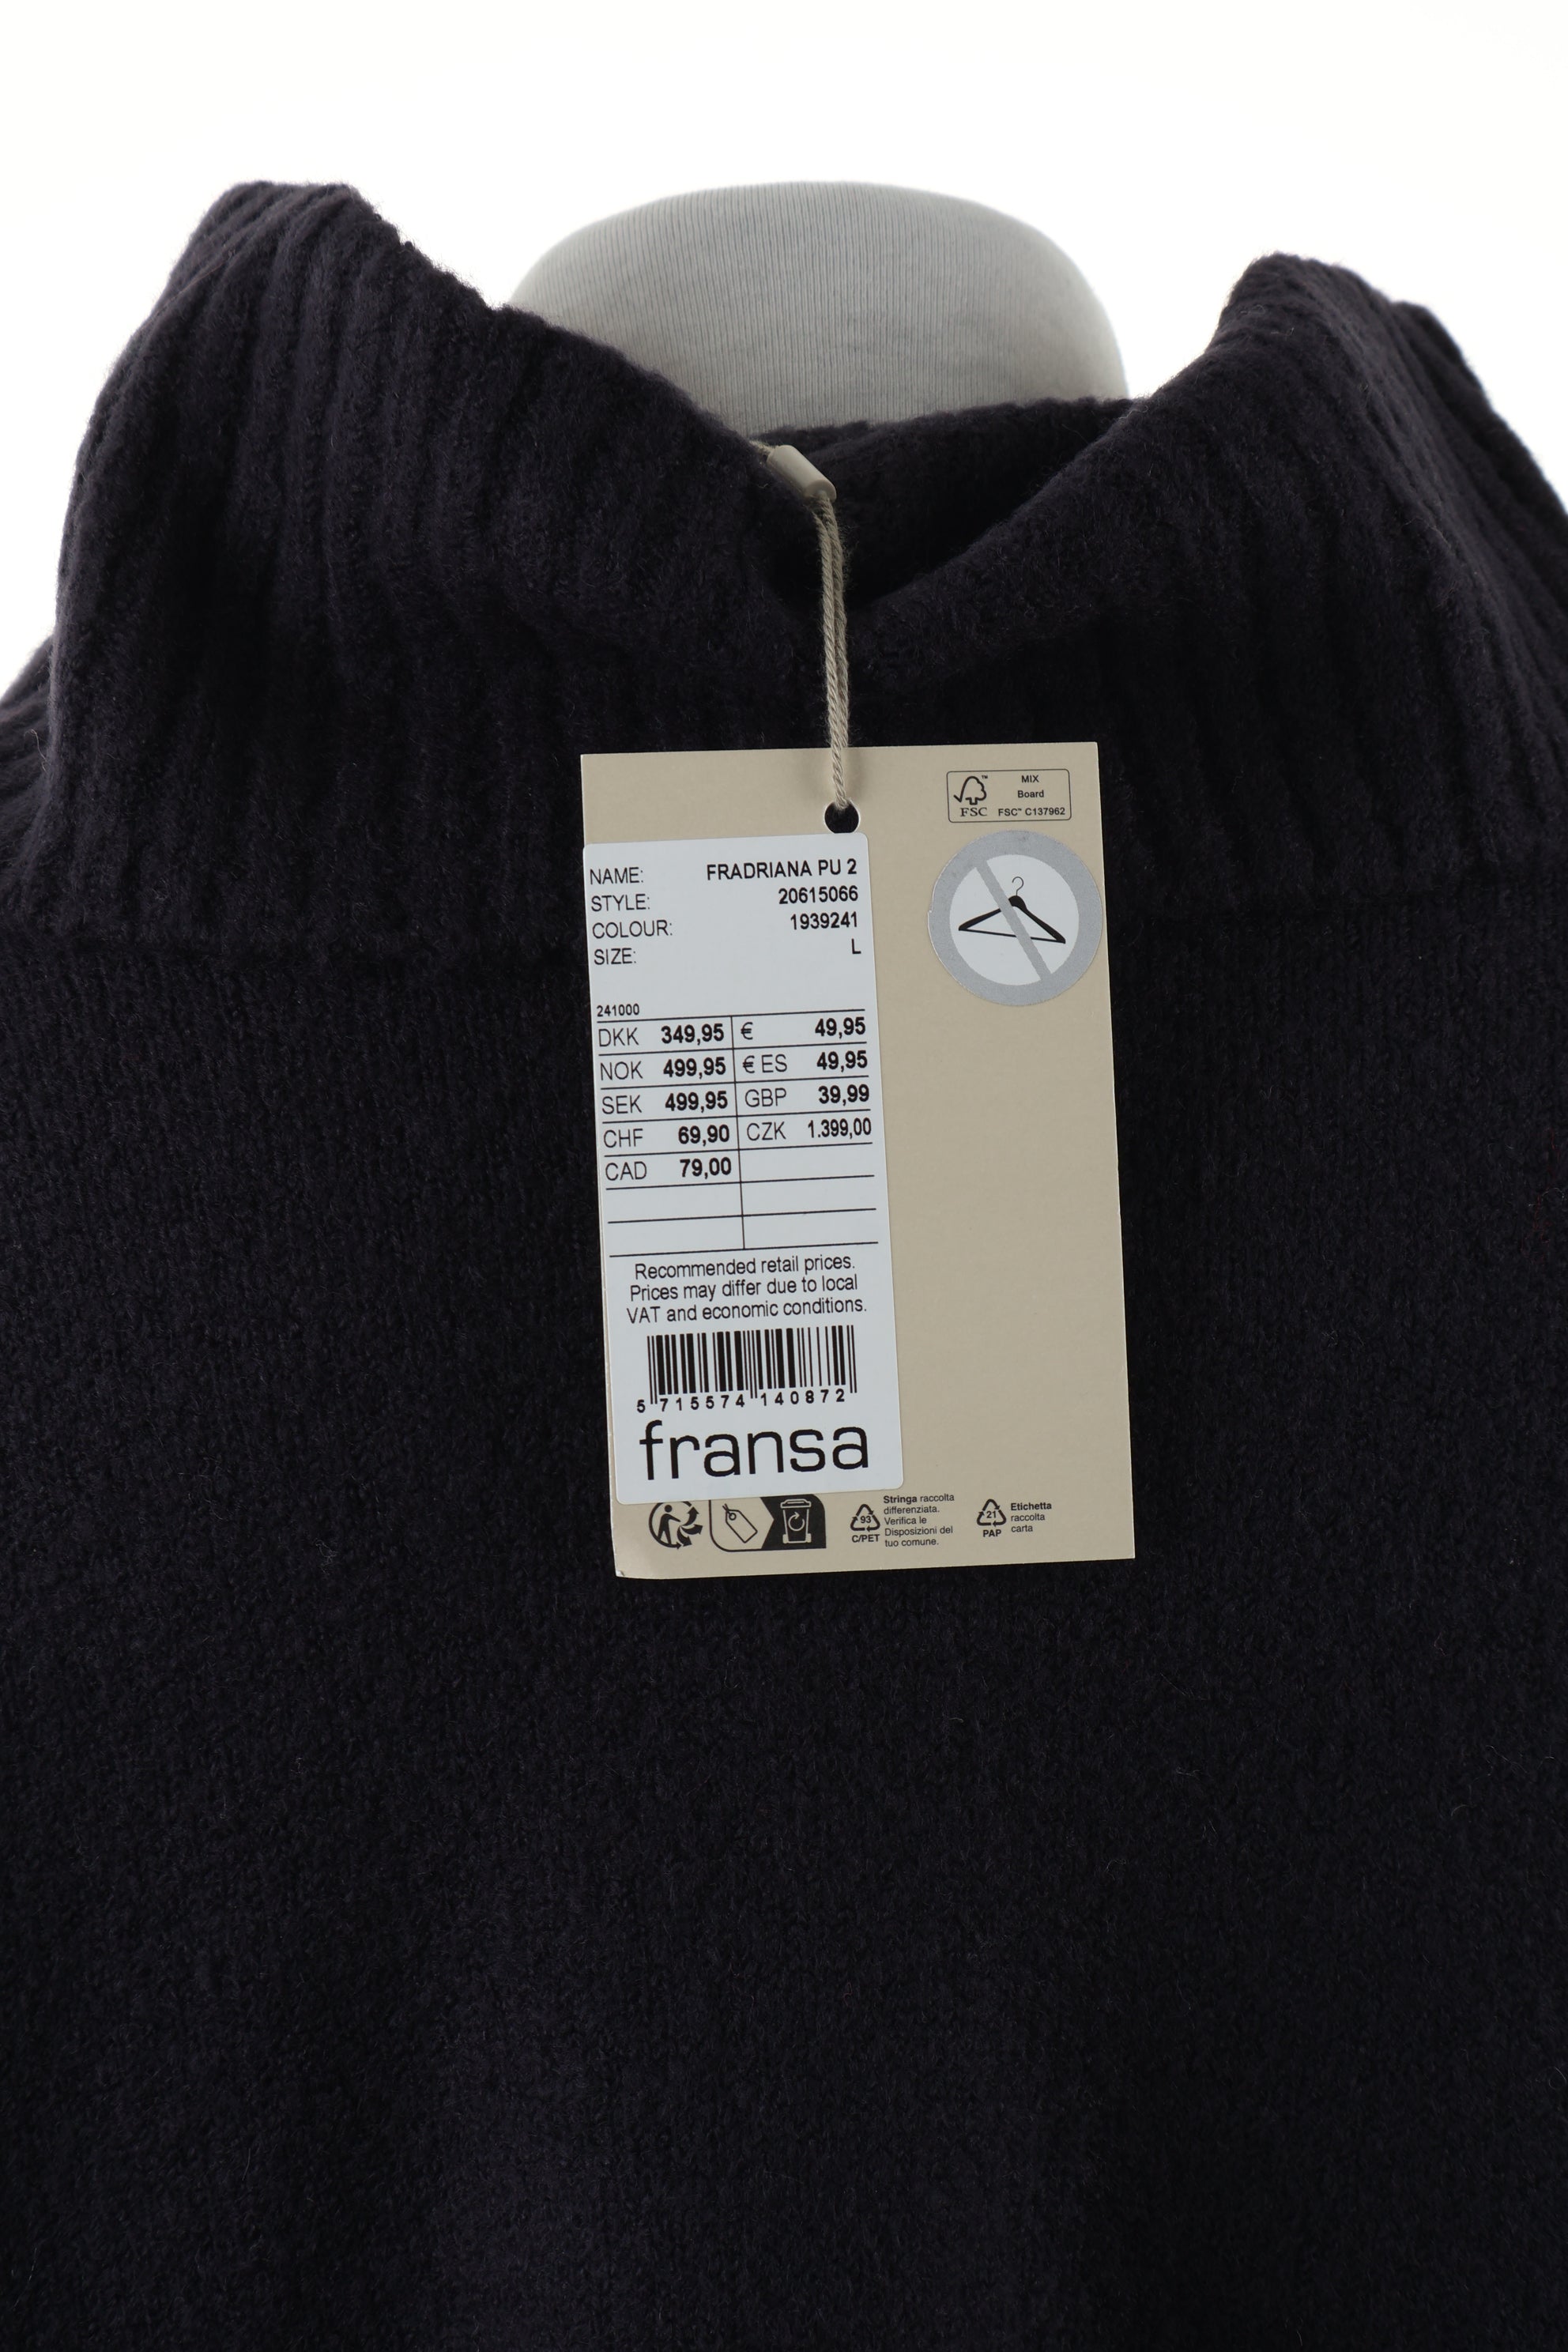 FSC™
MIX
Board
FSC™ C137962
NAME: FRADRIANA PU 2
STYLE: 20615066
COLOUR: 1939241
SIZE: L
241000
DKK 349,95 € 49,95
NOK 499,95 € ES 49,95
SEK 499,95 GBP 39,99
CHF 69,90 CZK 1.399,00
CAD 79,00
Recommended retail prices.
Prices may differ due to local
VAT and economic conditions.
5 715574 140872
fransa
93
C/PET
Stringa raccolta
differenziata.
Verifica le
Disposizioni del
tuo comune.
21
PAP
Etichetta
raccolta
carta